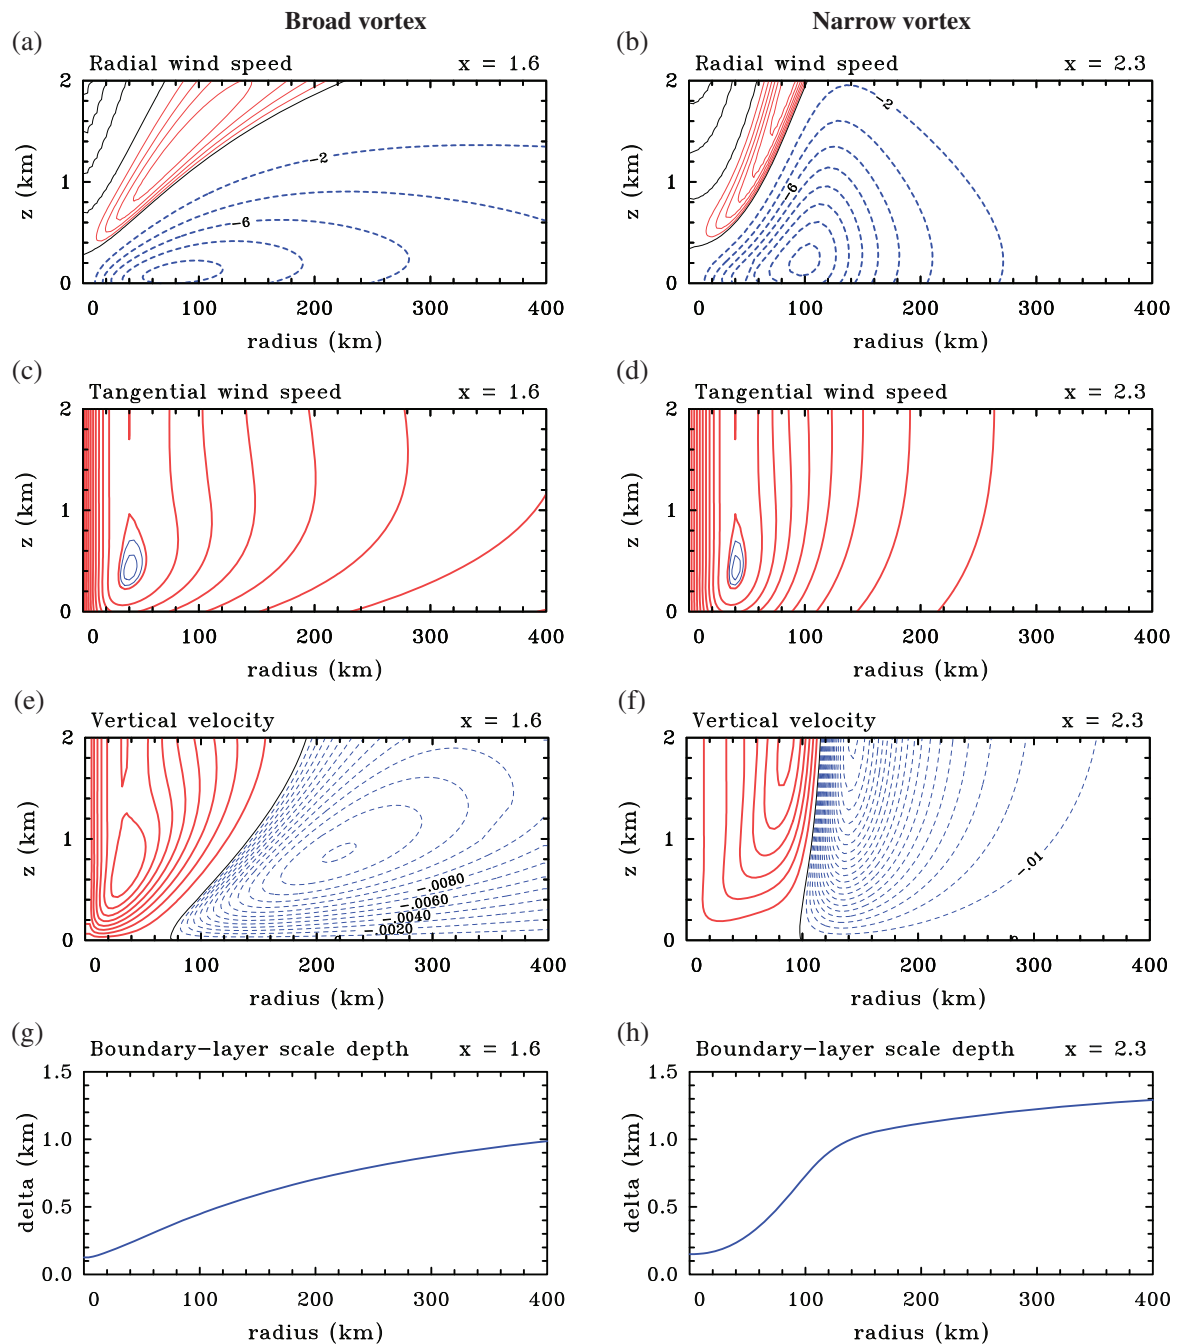 Broad vortex
Narrow vortex
(a)
Radial wind speed x = 1.6
2
1
0
z (km)
-2
-6
0 100 200 300 400
radius (km)
(b)
Radial wind speed x = 2.3
2
1
0
z (km)
-2
-6
0 100 200 300 400
radius (km)
(c)
Tangential wind speed x = 1.6
2
1
0
z (km)
0 100 200 300 400
radius (km)
(d)
Tangential wind speed x = 2.3
2
1
0
z (km)
0 100 200 300 400
radius (km)
(e)
Vertical velocity x = 1.6
2
1
0
z (km)
-.0080
-.0060
-.0040
-.0020
0 100 200 300 400
radius (km)
(f)
Vertical velocity x = 2.3
2
1
0
z (km)
-.01
0 100 200 300 400
radius (km)
(g)
Boundary-layer scale depth x = 1.6
1.5
1.0
0.5
0.0
delta (km)
0 100 200 300 400
radius (km)
(h)
Boundary-layer scale depth x = 2.3
1.5
1.0
0.5
0.0
delta (km)
0 100 200 300 400
radius (km)